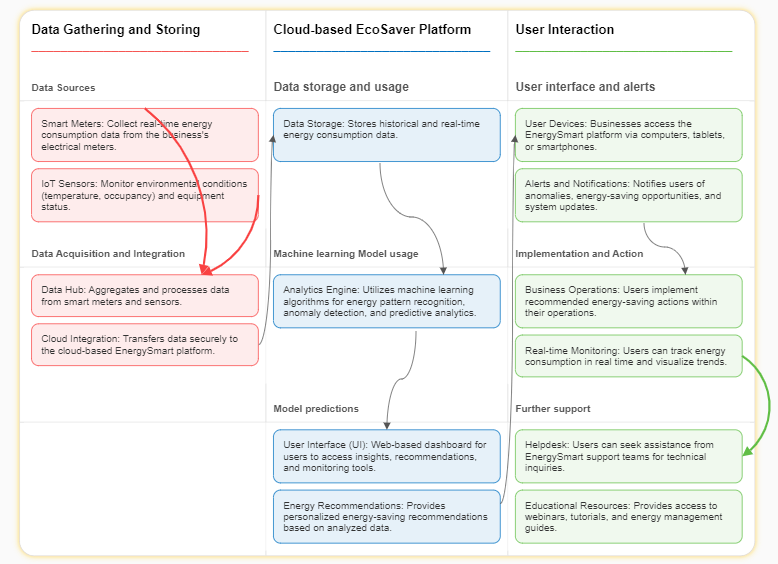 Data Gathering and Storing
Data Sources
Smart Meters: Collect real-time energy
consumption data from the business's
electrical meters.
IoT Sensors: Monitor environmental conditions
(temperature, occupancy) and equipment
status.
Data Acquisition and Integration
Data Hub: Aggregates and processes data
from smart meters and sensors.
Cloud Integration: Transfers data securely to
the cloud-based EnergySmart platform.
Cloud-based EcoSaver Platform
Data storage and usage
Data Storage: Stores historical and real-time
energy consumption data.
Machine learning Model usage
Analytics Engine: Utilizes machine learning
algorithms for energy pattern recognition,
anomaly detection, and predictive analytics.
Model predictions
User Interface (UI): Web-based dashboard for
users to access insights, recommendations,
and monitoring tools.
Energy Recommendations: Provides
personalized energy-saving recommendations
based on analyzed data.
User Interaction
User interface and alerts
User Devices: Businesses access the
EnergySmart platform via computers, tablets,
or smartphones.
Alerts and Notifications: Notifies users of
anomalies, energy-saving opportunities, and
system updates.
Implementation and Action
Business Operations: Users implement
recommended energy-saving actions within
their operations.
Real-time Monitoring: Users can track energy
consumption in real time and visualize trends.
Further support
Helpdesk: Users can seek assistance from
EnergySmart support teams for technical
inquiries.
Educational Resources: Provides access to
webinars, tutorials, and energy management
guides.